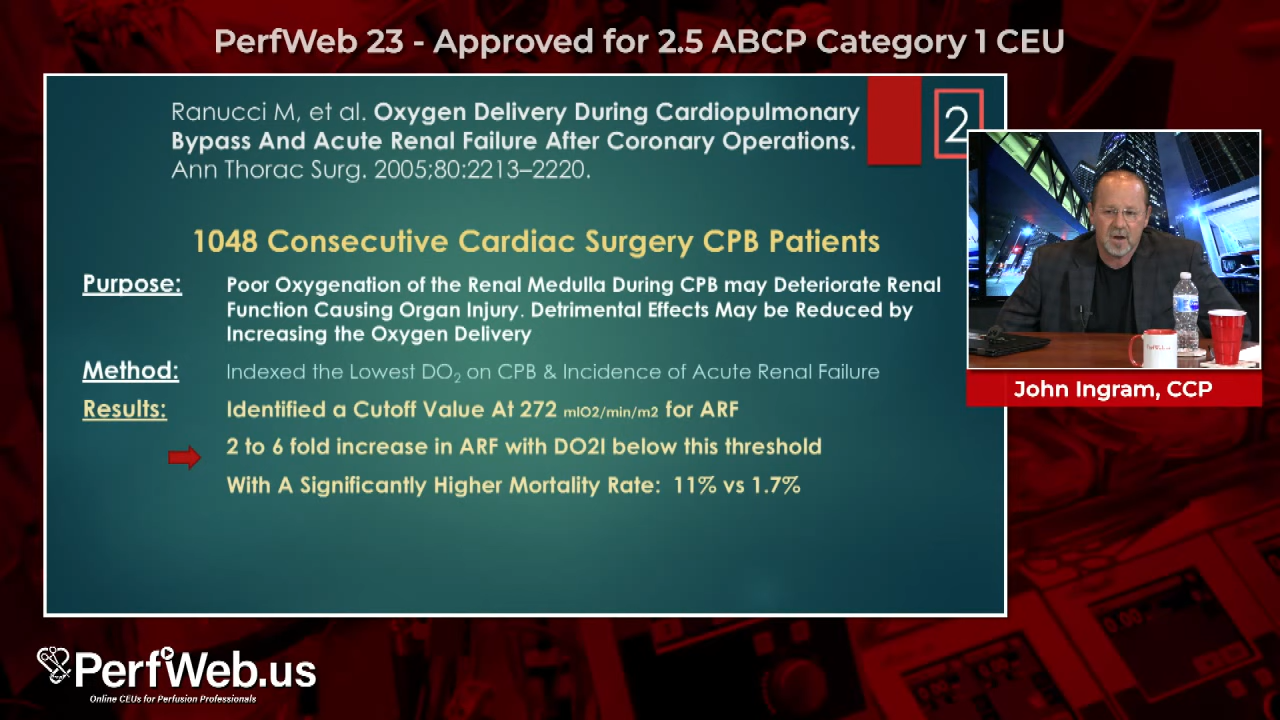 PerfWeb 23 - Approved for 2.5 ABCP Category 1 CEU
Ranucci M, et al. Oxygen Delivery During Cardiopulmonary
Bypass And Acute Renal Failure After Coronary Operations.
Ann Thorac Surg. 2005;80:2213–2220.
2
1048 Consecutive Cardiac Surgery CPB Patients
Purpose: Poor Oxygenation of the Renal Medulla During CPB may Deteriorate Renal
Function Causing Organ Injury. Detrimental Effects May be Reduced by
Increasing the Oxygen Delivery
Method: Indexed the Lowest DO2 on CPB & Incidence of Acute Renal Failure
Results: Identified a Cutoff Value At 272 mlO2/min/m2 for ARF
2 to 6 fold increase in ARF with DO2I below this threshold
With A Significantly Higher Mortality Rate: 11% vs 1.7%
John Ingram, CCP
PerfWeb.us
Online CEUs for Perfusion Professionals